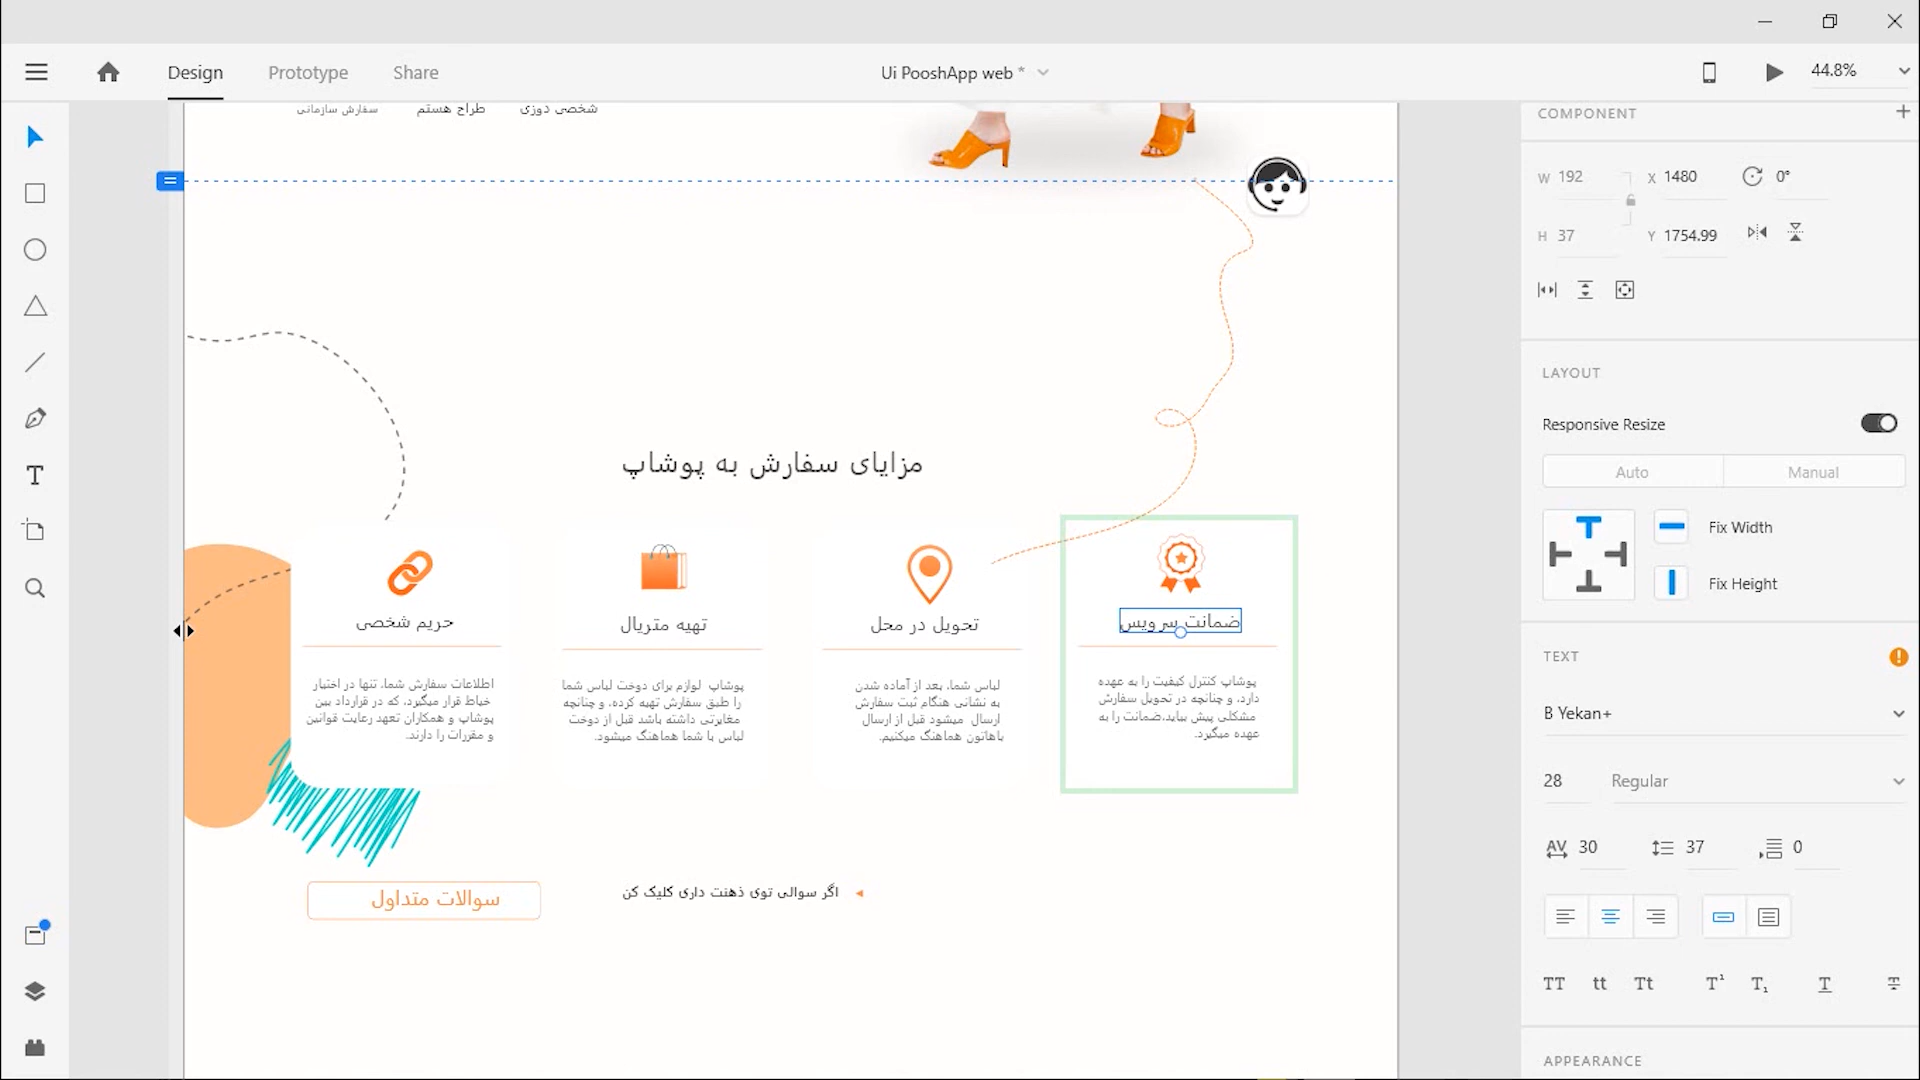 Design
Prototype
Share
Ui PooshApp web *
44.8%
سفارش سازمانی
طراح هستم
شخصی دوزی
مزایای سفارش به پوشاپ
حریم شخصی
اطلاعات سفارش شما، تنها در اختیار
خیاط قرار میگیرد، که در قرارداد بین
پوشاپ و همکاران تعهد رعایت قوانین
و مقررات را دارند.
تهیه متریال
پوشاپ لوازم برای دوخت لباس شما
را طبق سفارش تهیه کرده، و چنانچه
مغایرتی داشته باشد قبل از دوخت
لباس با شما هماهنگ میشود.
تحویل در محل
لباس شما، بعد از آماده شدن
به نشانی هنگام ثبت سفارش
ارسال میشود قبل از ارسال
باهاتون هماهنگ میکنیم.
ضمانت سرویس
پوشاپ کنترل کیفیت را به عهده
دارد، و چنانچه در تحویل سفارش
مشکلی پیش بیاید،ضمانت را به
عهده میگیرد.
سوالات متداول
اگر سوالی توی ذهنت داری کلیک کن
COMPONENT
W 192
X 1480
0°
H 37
Y 1754.99
LAYOUT
Responsive Resize
Auto
Manual
Fix Width
Fix Height
TEXT
B Yekan+
28
Regular
AV 30
37
0
TT tt Tt T¹ T₁ T T
APPEARANCE